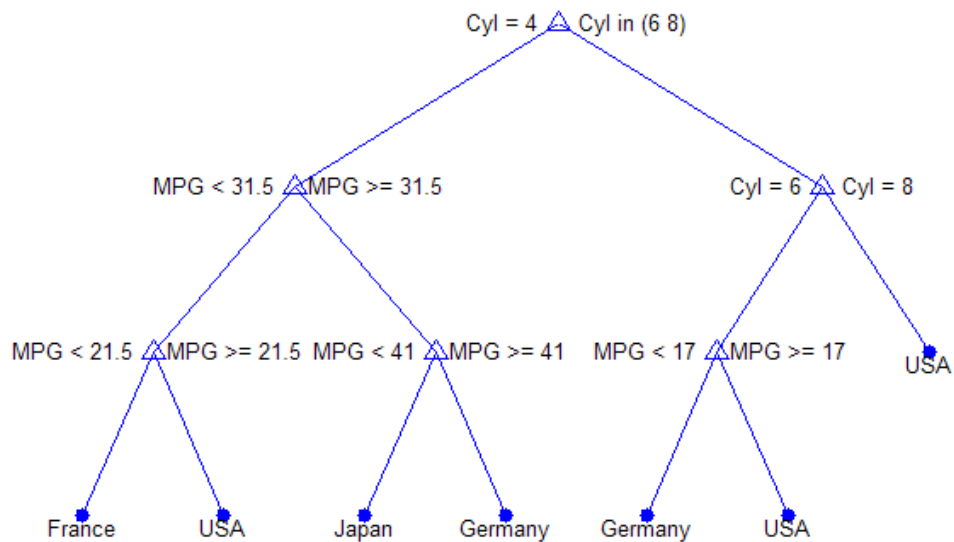 Cyl = 4 Cyl in (6 8)
MPG < 31.5 MPG >= 31.5 Cyl = 6 Cyl = 8
MPG < 21.5 MPG >= 21.5 MPG < 41 MPG >= 41 MPG < 17 MPG >= 17
USA
France USA Japan Germany Germany USA